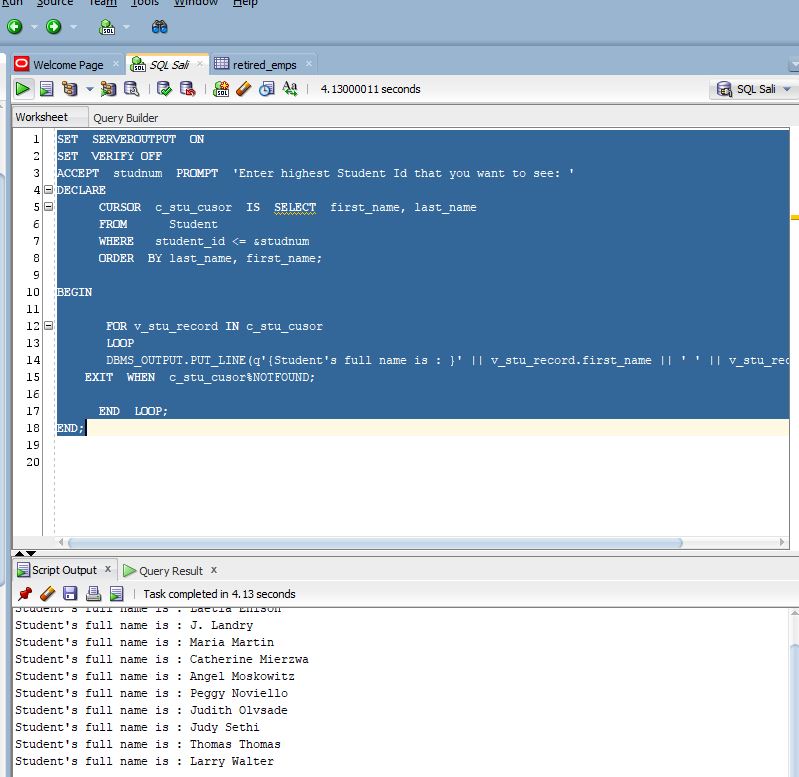 Run Source Team Tools Window Help
Welcome Page SQL Sali retired_emps
4.13000011 seconds SQL Sali
Worksheet Query Builder
1 SET SERVEROUTPUT ON
2 SET VERIFY OFF
3 ACCEPT studnum PROMPT 'Enter highest Student Id that you want to see: '
4 DECLARE
5 CURSOR c_stu_cusor IS SELECT first_name, last_name
6 FROM Student
7 WHERE student_id <= &studnum
8 ORDER BY last_name, first_name;
9
10 BEGIN
11
12 FOR v_stu_record IN c_stu_cusor
13 LOOP
14 DBMS_OUTPUT.PUT_LINE(q'{Student's full name is : }' || v_stu_record.first_name || ' ' || v_stu_rec
15 EXIT WHEN c_stu_cusor%NOTFOUND;
16
17 END LOOP;
18 END;
19
20
Script Output Query Result
Task completed in 4.13 seconds
Student's full name is : Laetia Enison
Student's full name is : J. Landry
Student's full name is : Maria Martin
Student's full name is : Catherine Mierzwa
Student's full name is : Angel Moskowitz
Student's full name is : Peggy Noviello
Student's full name is : Judith Olvsade
Student's full name is : Judy Sethi
Student's full name is : Thomas Thomas
Student's full name is : Larry Walter